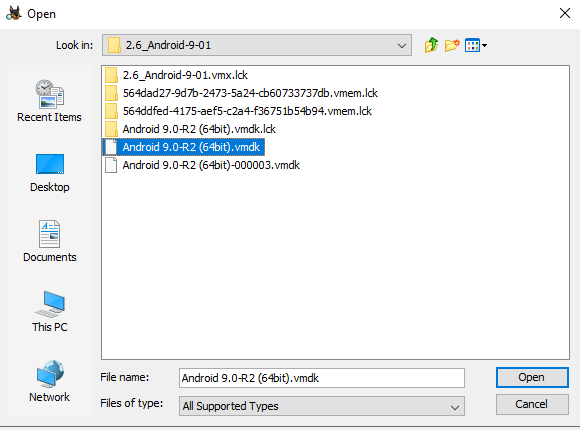 Open
Look in:
2.6_Android-9-01
Recent Items
Desktop
Documents
This PC
Network
2.6_Android-9-01.vmx.lck
564dad27-9d7b-2473-5a24-cb60733737db.vmem.lck
564ddfed-4175-aef5-c2a4-f36751b54b94.vmem.lck
Android 9.0-R2 (64bit).vmdk.lck
Android 9.0-R2 (64bit).vmdk
Android 9.0-R2 (64bit)-000003.vmdk
File name:
Android 9.0-R2 (64bit).vmdk
Open
Files of type:
All Supported Types
Cancel